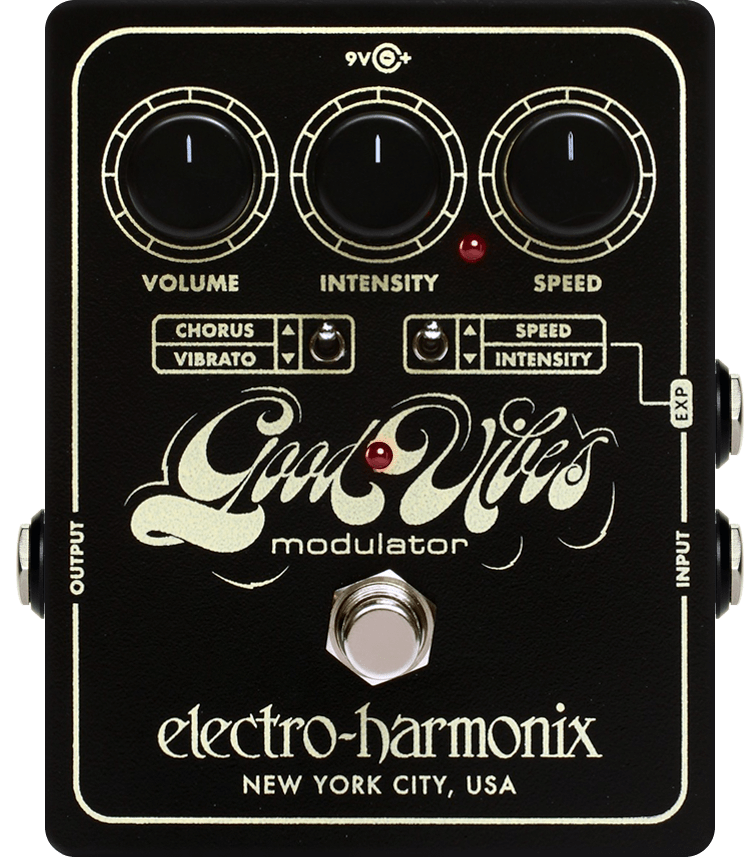 9V - +
VOLUME INTENSITY SPEED
CHORUS
VIBRATO
SPEED
INTENSITY
EXP
Good Vibes
modulator
OUTPUT
INPUT
electro-harmonix
NEW YORK CITY, USA